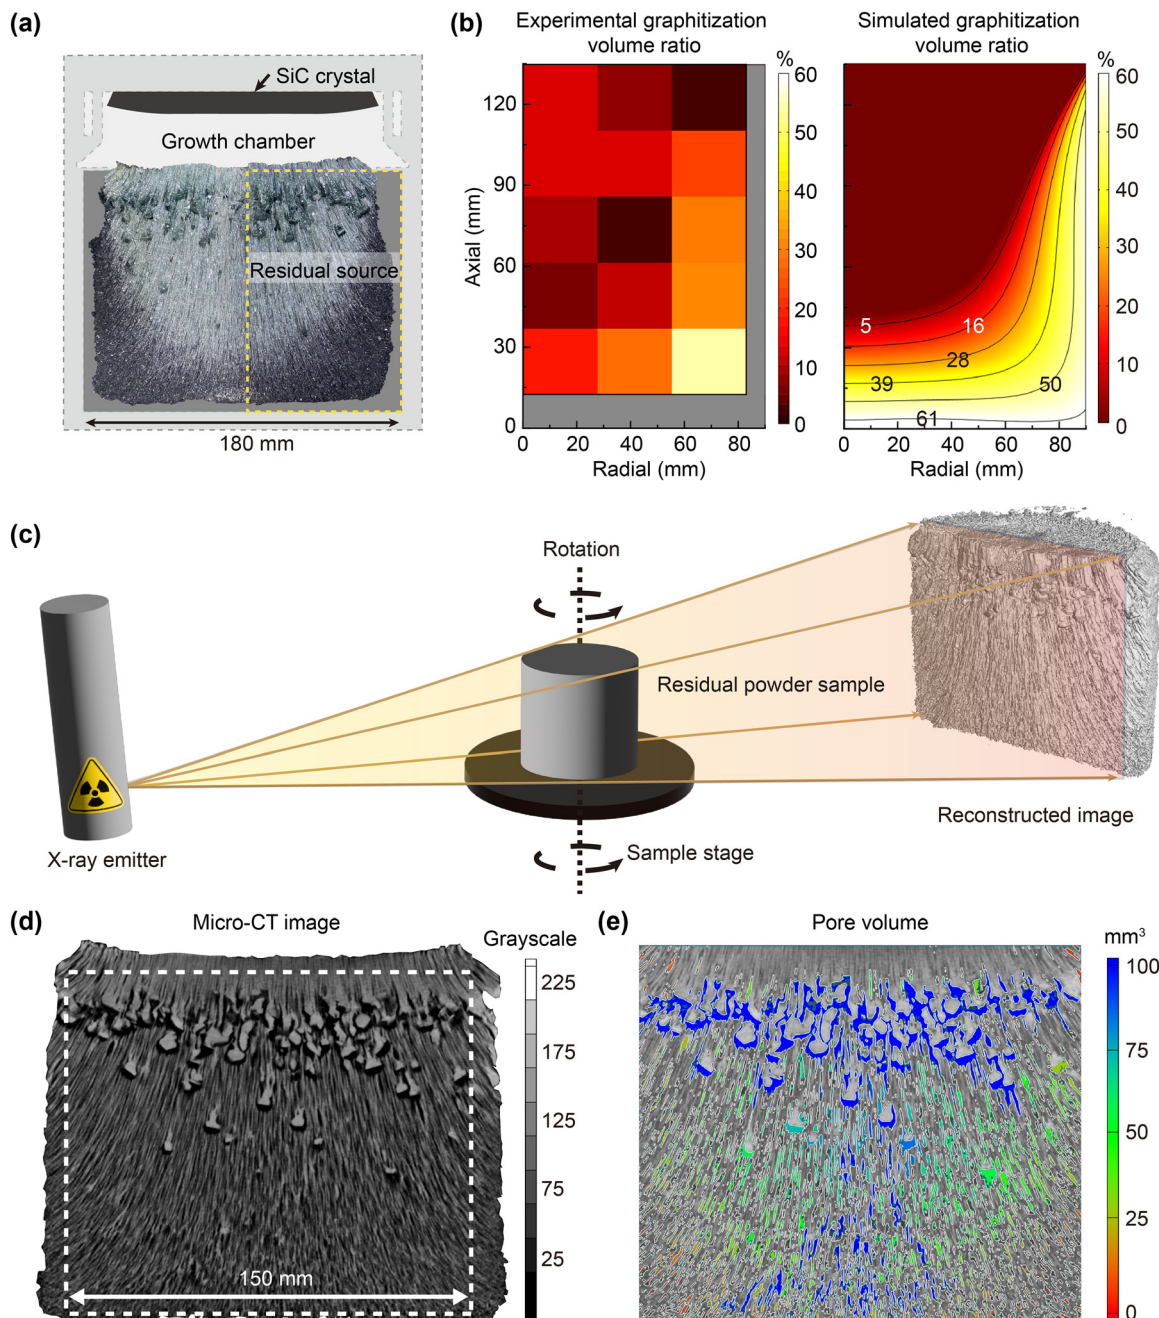 (a)
SiC crystal
Growth chamber
Residual source
180 mm
(b)
Experimental graphitization
volume ratio
%
60
50
40
30
20
10
0
120
90
60
30
0
Axial (mm)
0 20 40 60 80
Radial (mm)
Simulated graphitization
volume ratio
%
60
50
40
30
20
10
0
5
16
28
39
50
61
0 20 40 60 80
Radial (mm)
(c)
Rotation
Residual powder sample
Reconstructed image
Sample stage
X-ray emitter
(d)
Micro-CT image
Grayscale
225
175
125
75
25
150 mm
(e)
Pore volume
mm³
100
75
50
25
0